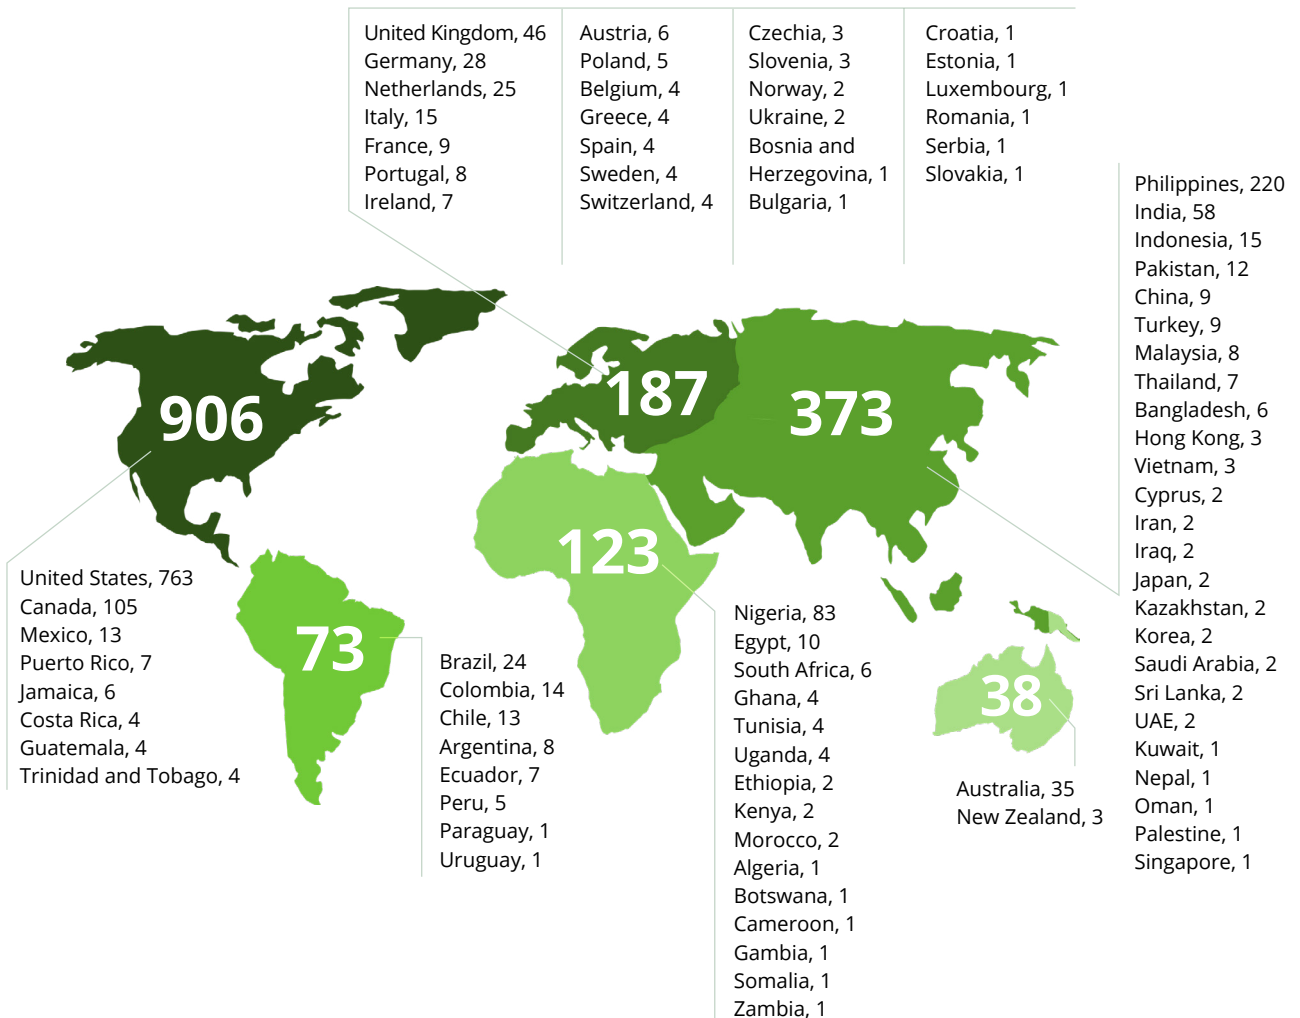 United Kingdom, 46
Germany, 28
Netherlands, 25
Italy, 15
France, 9
Portugal, 8
Ireland, 7
Austria, 6
Poland, 5
Belgium, 4
Greece, 4
Spain, 4
Sweden, 4
Switzerland, 4
Czechia, 3
Slovenia, 3
Norway, 2
Ukraine, 2
Bosnia and
Herzegovina, 1
Bulgaria, 1
Croatia, 1
Estonia, 1
Luxembourg, 1
Romania, 1
Serbia, 1
Slovakia, 1
Philippines, 220
India, 58
Indonesia, 15
Pakistan, 12
China, 9
Turkey, 9
Malaysia, 8
Thailand, 7
Bangladesh, 6
Hong Kong, 3
Vietnam, 3
Cyprus, 2
Iran, 2
Iraq, 2
Japan, 2
Kazakhstan, 2
Korea, 2
Saudi Arabia, 2
Sri Lanka, 2
UAE, 2
Kuwait, 1
Nepal, 1
Oman, 1
Palestine, 1
Singapore, 1
906
187
373
123
73
38
United States, 763
Canada, 105
Mexico, 13
Puerto Rico, 7
Jamaica, 6
Costa Rica, 4
Guatemala, 4
Trinidad and Tobago, 4
Brazil, 24
Colombia, 14
Chile, 13
Argentina, 8
Ecuador, 7
Peru, 5
Paraguay, 1
Uruguay, 1
Nigeria, 83
Egypt, 10
South Africa, 6
Ghana, 4
Tunisia, 4
Uganda, 4
Ethiopia, 2
Kenya, 2
Morocco, 2
Algeria, 1
Botswana, 1
Cameroon, 1
Gambia, 1
Somalia, 1
Zambia, 1
Australia, 35
New Zealand, 3